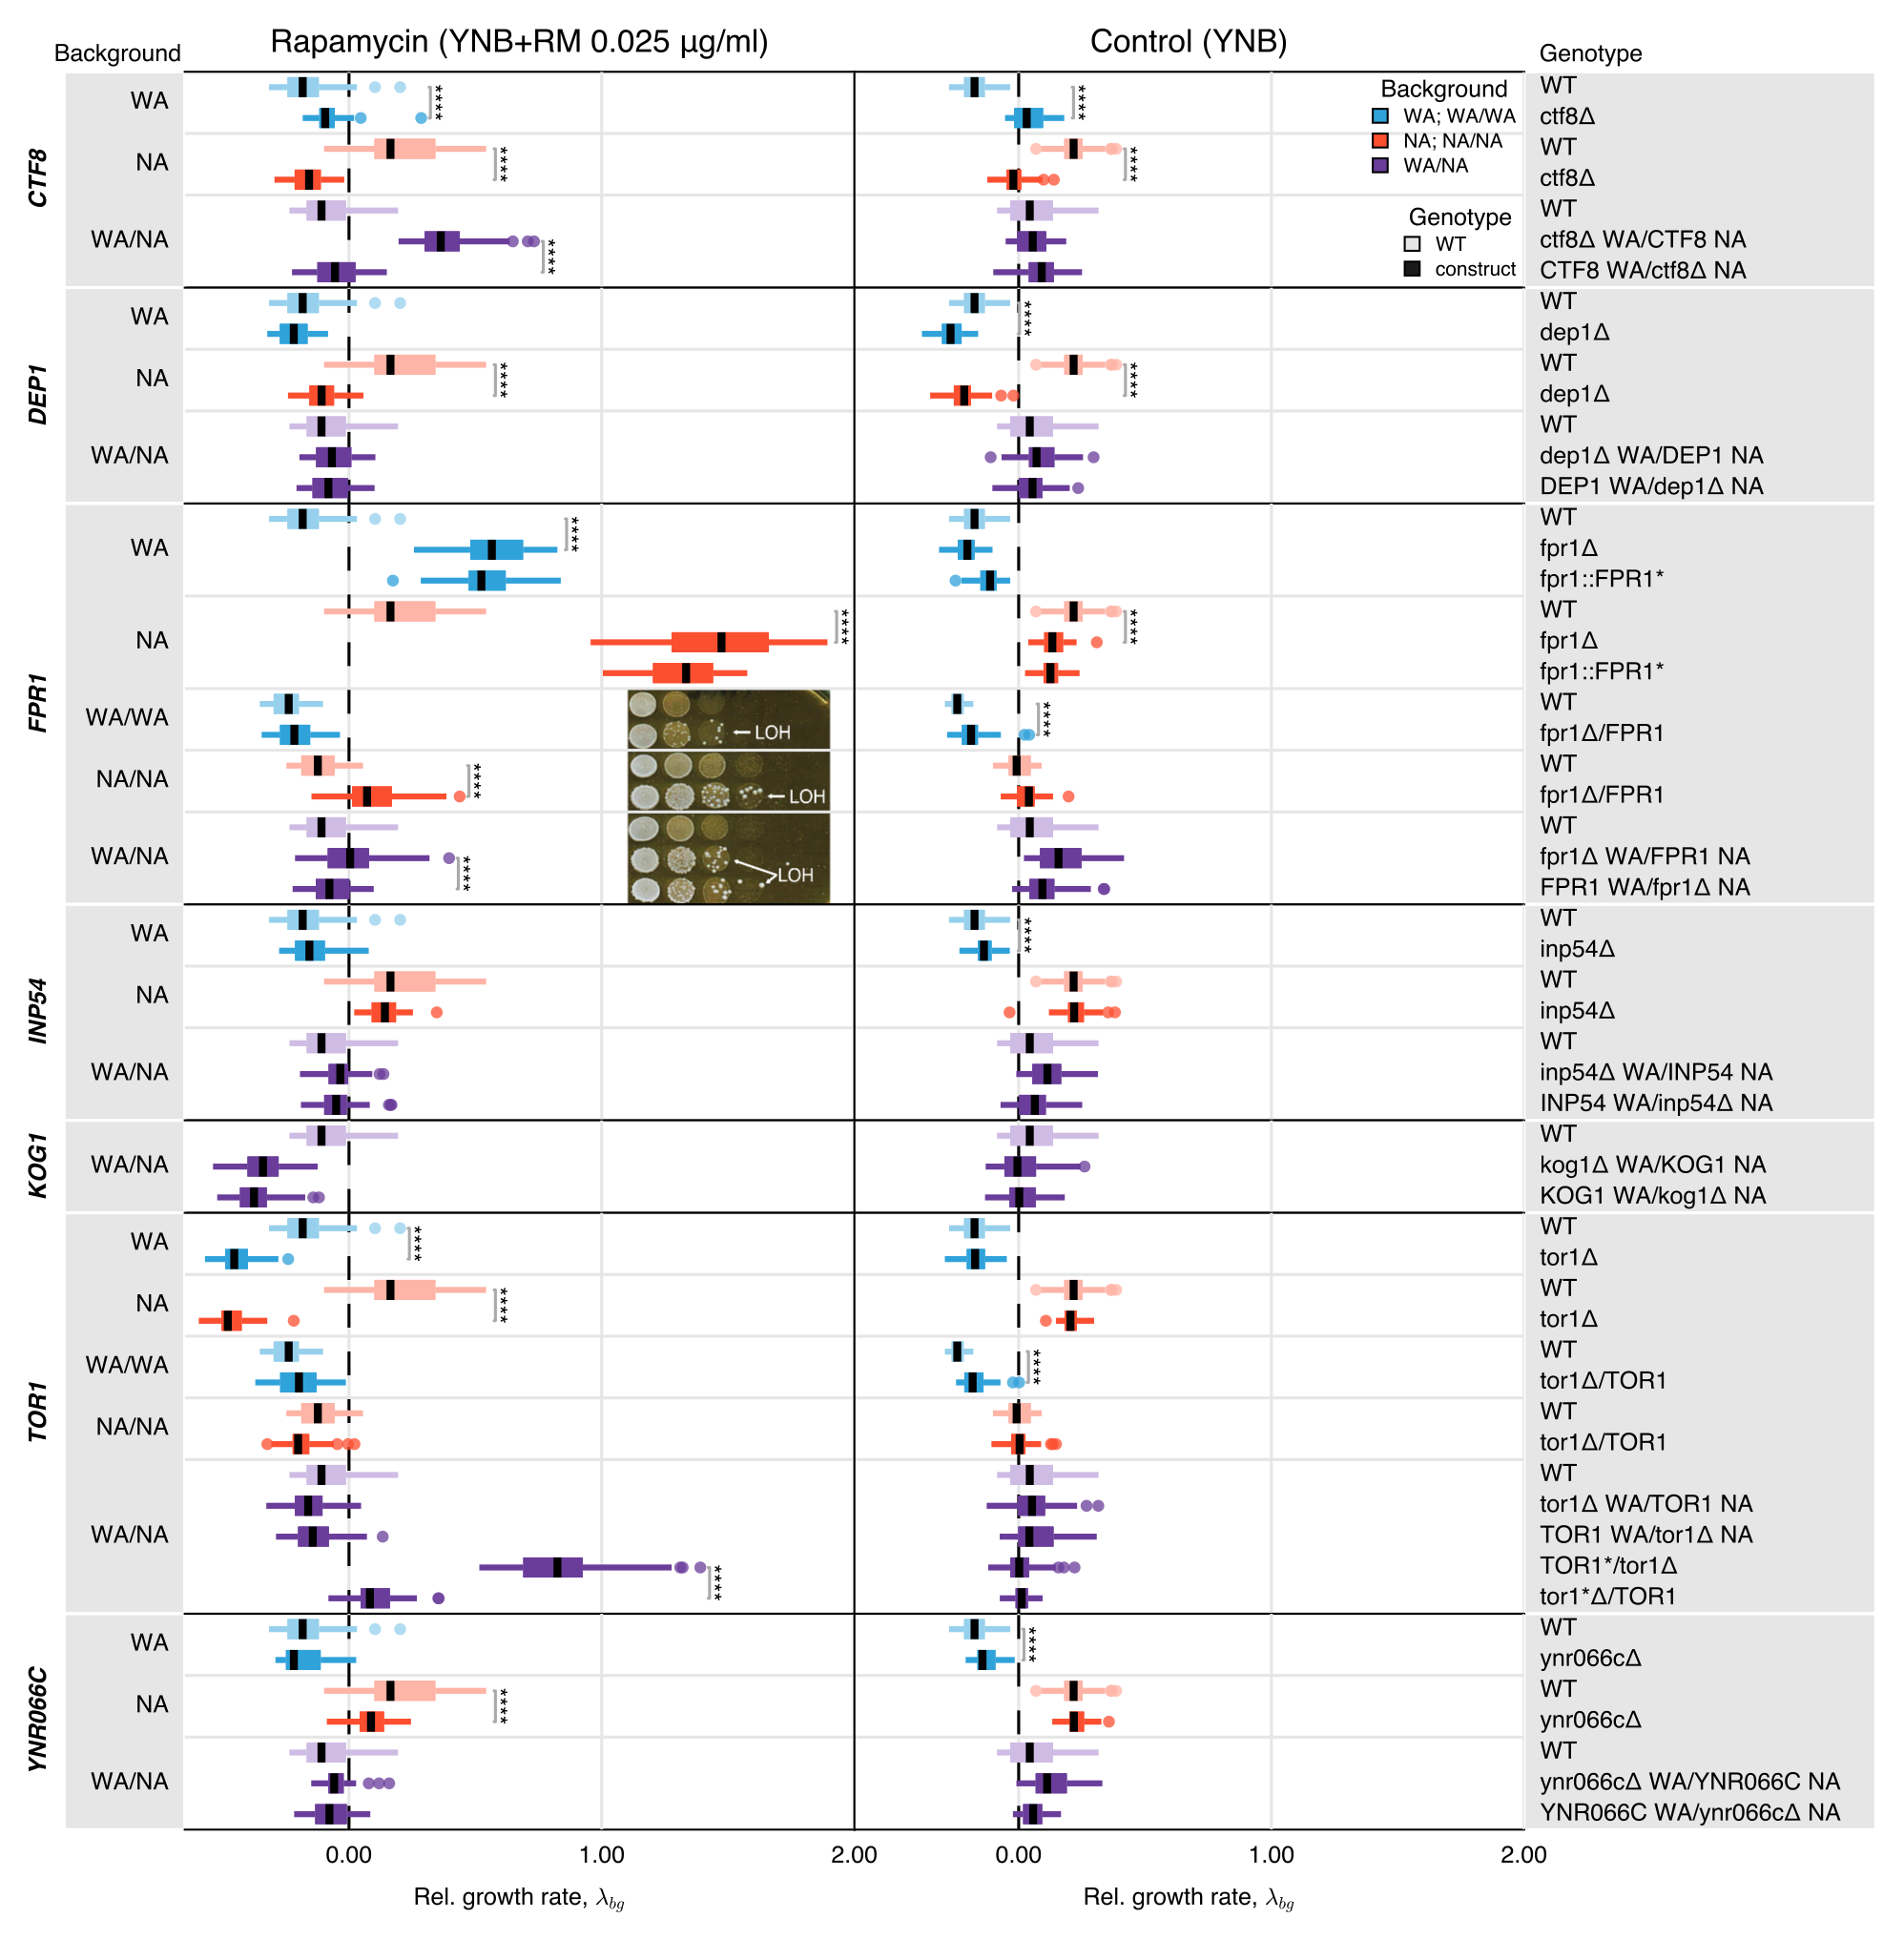 Rapamycin (YNB+RM 0.025 µg/ml)
Control (YNB)
Background
Genotype
Background
WA; WA/WA
NA; NA/NA
WA/NA
Genotype
WT
construct
CTF8
WA
WT
****
****
ctf8Δ
NA
WT
****
****
ctf8Δ
WA/NA
WT
ctf8Δ WA/CTF8 NA
****
CTF8 WA/ctf8Δ NA
DEP1
WA
WT
****
dep1Δ
NA
WT
****
****
dep1Δ
WA/NA
WT
dep1Δ WA/DEP1 NA
DEP1 WA/dep1Δ NA
FPR1
WA
WT
****
fpr1Δ
fpr1::FPR1*
NA
WT
****
****
fpr1Δ
fpr1::FPR1*
WA/WA
WT
****
fpr1Δ/FPR1
LOH
NA/NA
WT
****
fpr1Δ/FPR1
LOH
WA/NA
WT
fpr1Δ WA/FPR1 NA
****
LOH
FPR1 WA/fpr1Δ NA
INP54
WA
WT
****
inp54Δ
NA
WT
inp54Δ
WA/NA
WT
inp54Δ WA/INP54 NA
INP54 WA/inp54Δ NA
KOG1
WA/NA
WT
kog1Δ WA/KOG1 NA
KOG1 WA/kog1Δ NA
TOR1
WA
WT
****
tor1Δ
NA
WT
****
tor1Δ
WA/WA
WT
****
tor1Δ/TOR1
NA/NA
WT
tor1Δ/TOR1
WA/NA
WT
tor1Δ WA/TOR1 NA
TOR1 WA/tor1Δ NA
TOR1*/tor1Δ
****
tor1*Δ/TOR1
YNR066C
WA
WT
****
ynr066cΔ
NA
WT
****
ynr066cΔ
WA/NA
WT
ynr066cΔ WA/YNR066C NA
YNR066C WA/ynr066cΔ NA
0.00 1.00 2.00 0.00 1.00 2.00
Rel. growth rate, λbg
Rel. growth rate, λbg